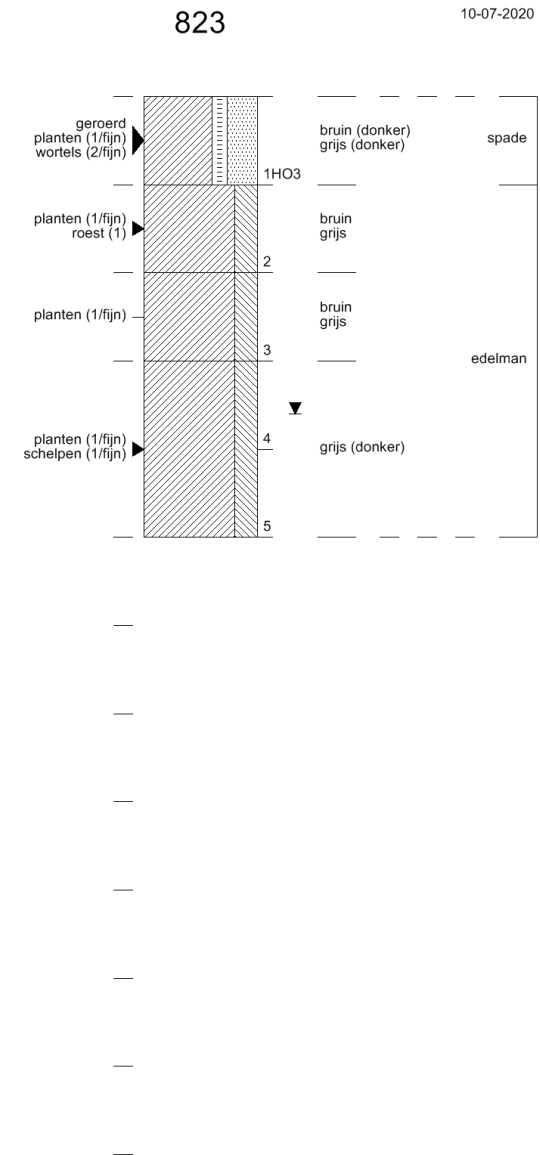 823
10-07-2020
geroerd
planten (1/fijn)
wortels (2/fijn)
bruin (donker)
grijs (donker)
spade
1HO3
planten (1/fijn)
roest (1)
bruin
grijs
2
planten (1/fijn)
bruin
grijs
3
edelman
planten (1/fijn)
schelpen (1/fijn)
4
grijs (donker)
5